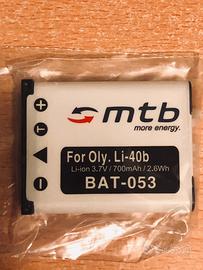 mtb
more energy.
For Oly. Li-40b
Li-ion 3.7V / 700mAh / 2.6Wh
BAT-053